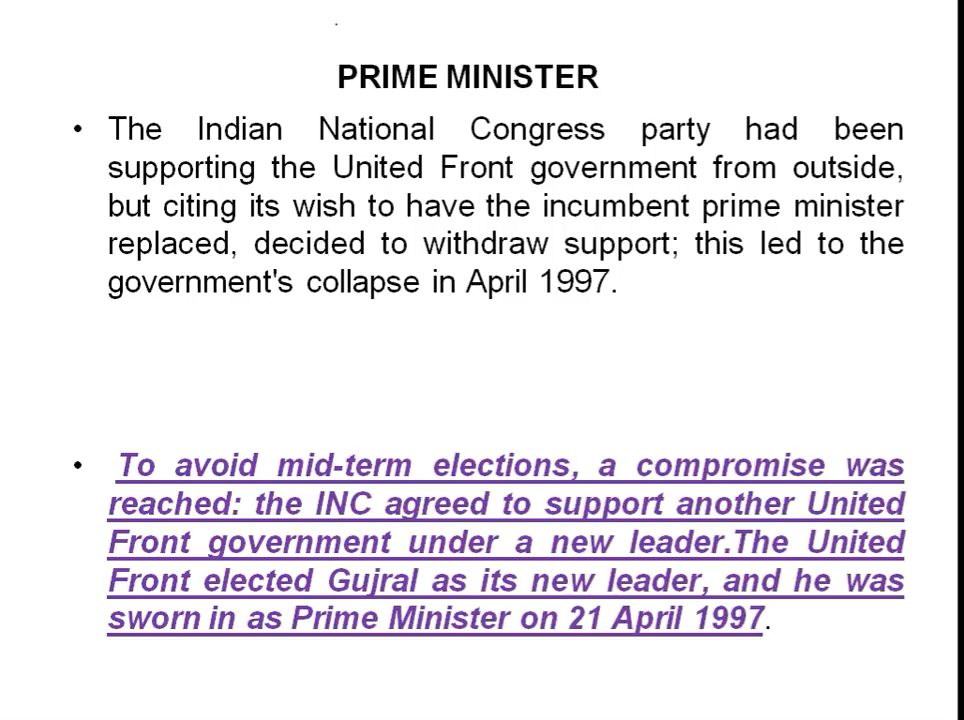 PRIME MINISTER
• The Indian National Congress party had been
supporting the United Front government from outside,
but citing its wish to have the incumbent prime minister
replaced, decided to withdraw support; this led to the
government's collapse in April 1997.
• To avoid mid-term elections, a compromise was
reached: the INC agreed to support another United
Front government under a new leader.The United
Front elected Gujral as its new leader, and he was
sworn in as Prime Minister on 21 April 1997.